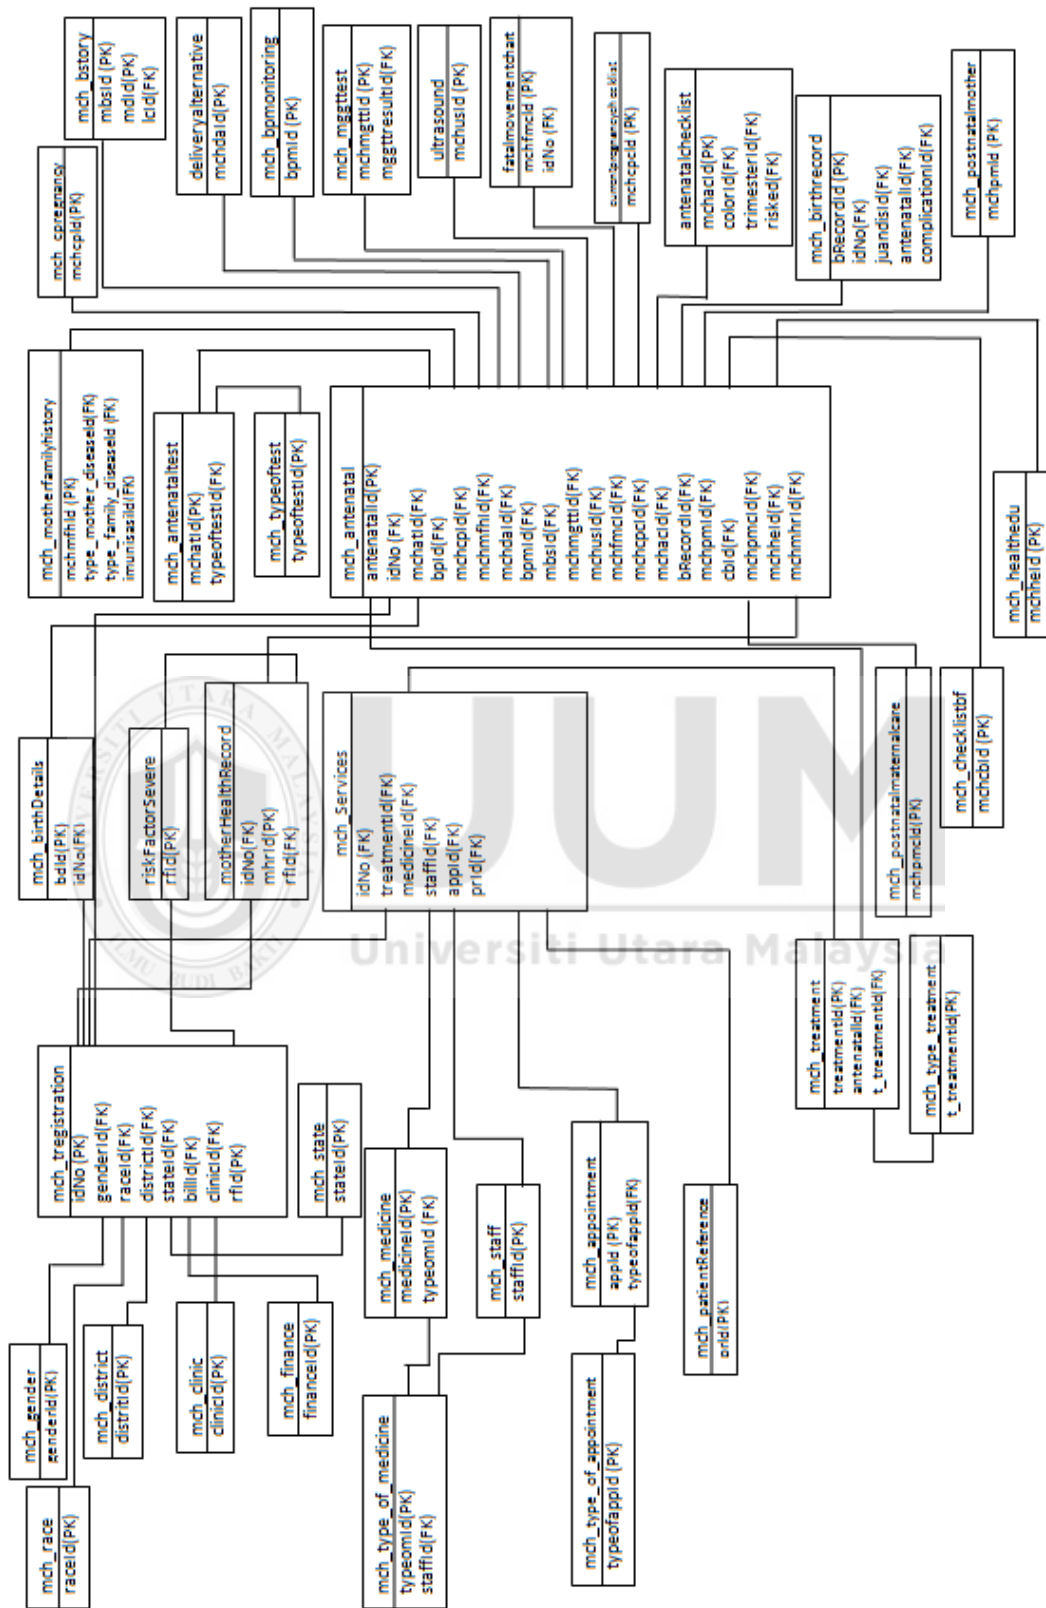 mch_race
raceId(PK)
mch_gender
genderId(PK)
mch_district
distritId(PK)
mch_clinic
clinicId(PK)
mch_finance
financeId(PK)
mch_state
stateId(PK)
mch_tregistration
idNo (PK)
genderId(FK)
raceId(FK)
districtId(FK)
stateId(FK)
billId(FK)
clinicId(FK)
rfId(PK)
mch_type_of_medicine
typeomId(PK)
staffId(FK)
mch_medicine
medicineId(PK)
typeomId (FK)
mch_staff
staffId(PK)
mch_type_of_appointment
typeofappId (PK)
mch_appointment
appId (PK)
typeofappId(FK)
mch_patientReference
prId(PK)
mch_birthDetails
bdId(PK)
idNo(FK)
riskFactorSevere
rfId(PK)
motherHealthRecord
idNo(FK)
mhrId(PK)
rfId(FK)
mch_Services
idNo (FK)
treatmentId(FK)
medicineId(FK)
staffId(FK)
appId(FK)
prId(FK)
mch_treatment
treatmentId(PK)
antenatalId(FK)
t_treatmentId(FK)
mch_type_treatment
t_treatmentId(PK)
mch_postnatalmaternalcare
mchpmcId(PK)
mch_checklistbf
mchcbId (PK)
mch_healthedu
mchheId (PK)
mch_motherfamilyhistory
mchmfhId (PK)
type_mother_diseaseId(FK)
type_family_diseaseId (FK)
imunisasiId(FK)
mch_antenataltest
mchatId(PK)
typeoftestId(FK)
mch_typeoftest
typeoftestId(PK)
mch_antenatal
antenatalId(PK)
idNo (FK)
mchatId(FK)
bpId(FK)
mchcpId(FK)
mchmfhId(FK)
mchdaId(FK)
bpmId(FK)
mbsId(FK)
mchmgttId(FK)
mchusId(FK)
mchfmcId(FK)
mchcpcId(FK)
mchacId(FK)
bRecordId(FK)
mchpmId(FK)
cbId(FK)
mchpmcId(FK)
mchheId(FK)
mchmhrId(FK)
mch_cpregnancy
mchcpId(PK)
mch_bstory
mbsId (PK)
mdId(PK)
lcId(FK)
deliveryalternative
mchdaId(PK)
mch_bpmonitoring
bpmId (PK)
mch_mggttest
mchmgttId (PK)
mggttresultId(FK)
ultrasound
mchusId (PK)
fatalmovementchart
mchfmcId (PK)
idNo (FK)
mchcpcId (PK)
antenatalchecklist
mchacId(PK)
colorId(FK)
trimesterId(FK)
risked(FK)
mch_birthrecord
bRecordId (PK)
idNo(FK)
juandisId(FK)
antenatalId(FK)
complicationId(FK)
mch_postnatalmother
mchpmId (PK)
UNIVERSITI UTARA MALAYSIA
ILMU BUDI BAKTI
UUM
Universiti Utara Malaysia